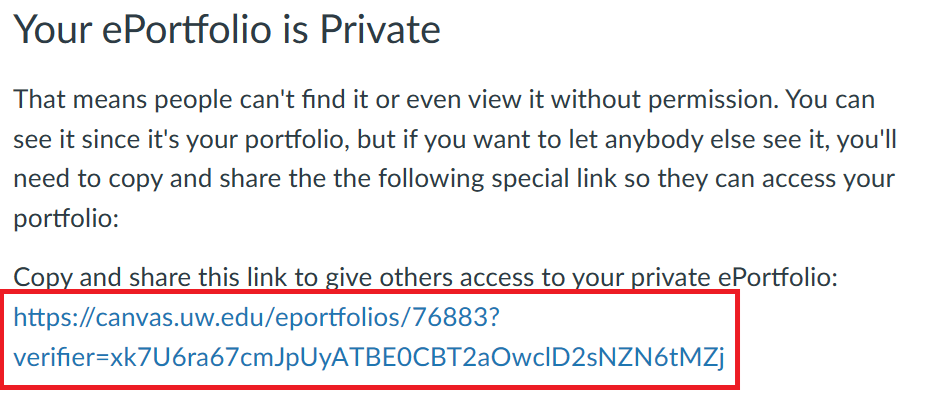 Your ePortfolio is Private
That means people can't find it or even view it without permission. You can
see it since it's your portfolio, but if you want to let anybody else see it, you'll
need to copy and share the the following special link so they can access your
portfolio:
Copy and share this link to give others access to your private ePortfolio:
https://canvas.uw.edu/eportfolios/76883?
verifier=xk7U6ra67cmJpUyATBE0CBT2aOwclD2sNZN6tMZj